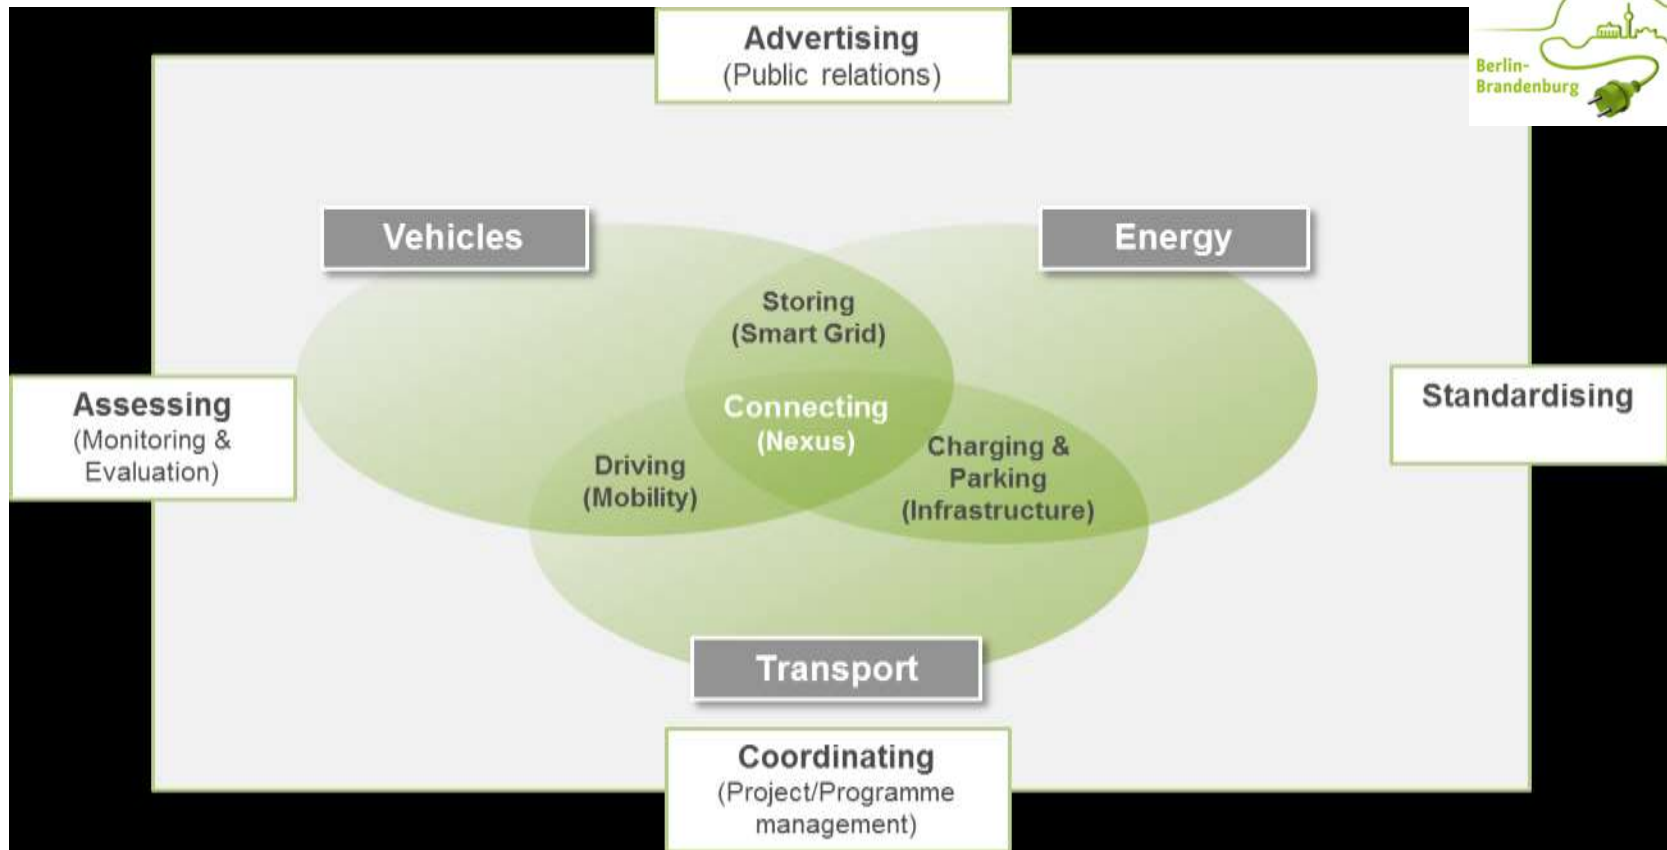 Advertising
(Public relations)
Berlin-
Brandenburg
Vehicles
Energy
Storing
(Smart Grid)
Assessing
(Monitoring &
Evaluation)
Connecting
(Nexus)
Standardising
Driving
(Mobility)
Charging &
Parking
(Infrastructure)
Transport
Coordinating
(Project/Programme
management)